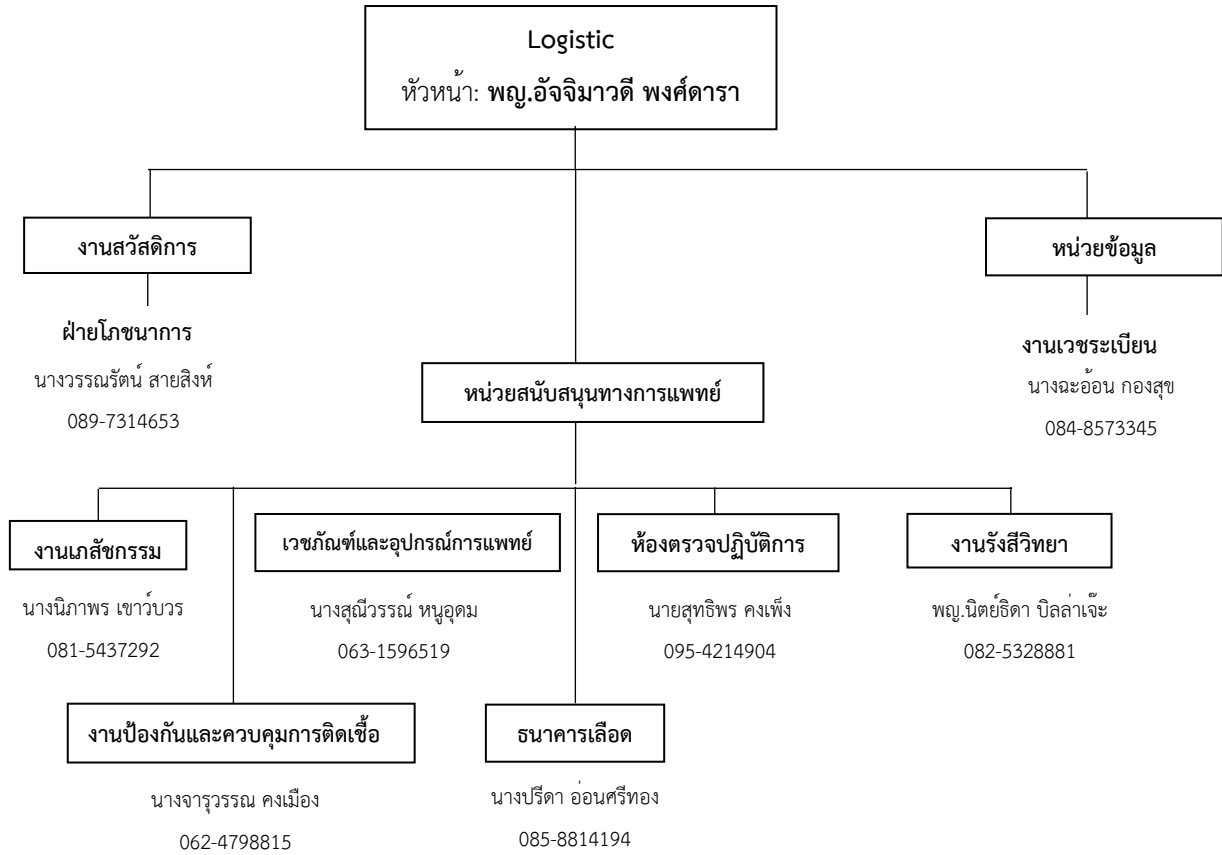 Logistic
หัวหน้า: พญ.อัจจิมาวดี พงศ์ดารา
งานสวัสดิการ
หน่วยข้อมูล
ฝ่ายโภชนาการ
นางวรรณรัตน์ สายสิงห์
089-7314653
งานเวชระเบียน
นางฉะอ้อน กองสุข
084-8573345
หน่วยสนับสนุนทางการแพทย์
งานเภสัชกรรม
นางนิภาพร เขาว์บวร
081-5437292
เวชภัณฑ์และอุปกรณ์การแพทย์
นางสุณีวรรณ์ หนูอุดม
063-1596519
ห้องตรวจปฏิบัติการ
นายสุทธิพร คงเพ็ง
095-4214904
งานรังสีวิทยา
พญ.นิตย์ธิดา บิลล่าเจ๊ะ
082-5328881
งานป้องกันและควบคุมการติดเชื้อ
นางจารุวรรณ คงเมือง
062-4798815
ธนาคารเลือด
นางปรีดา อ่อนศรีทอง
085-8814194